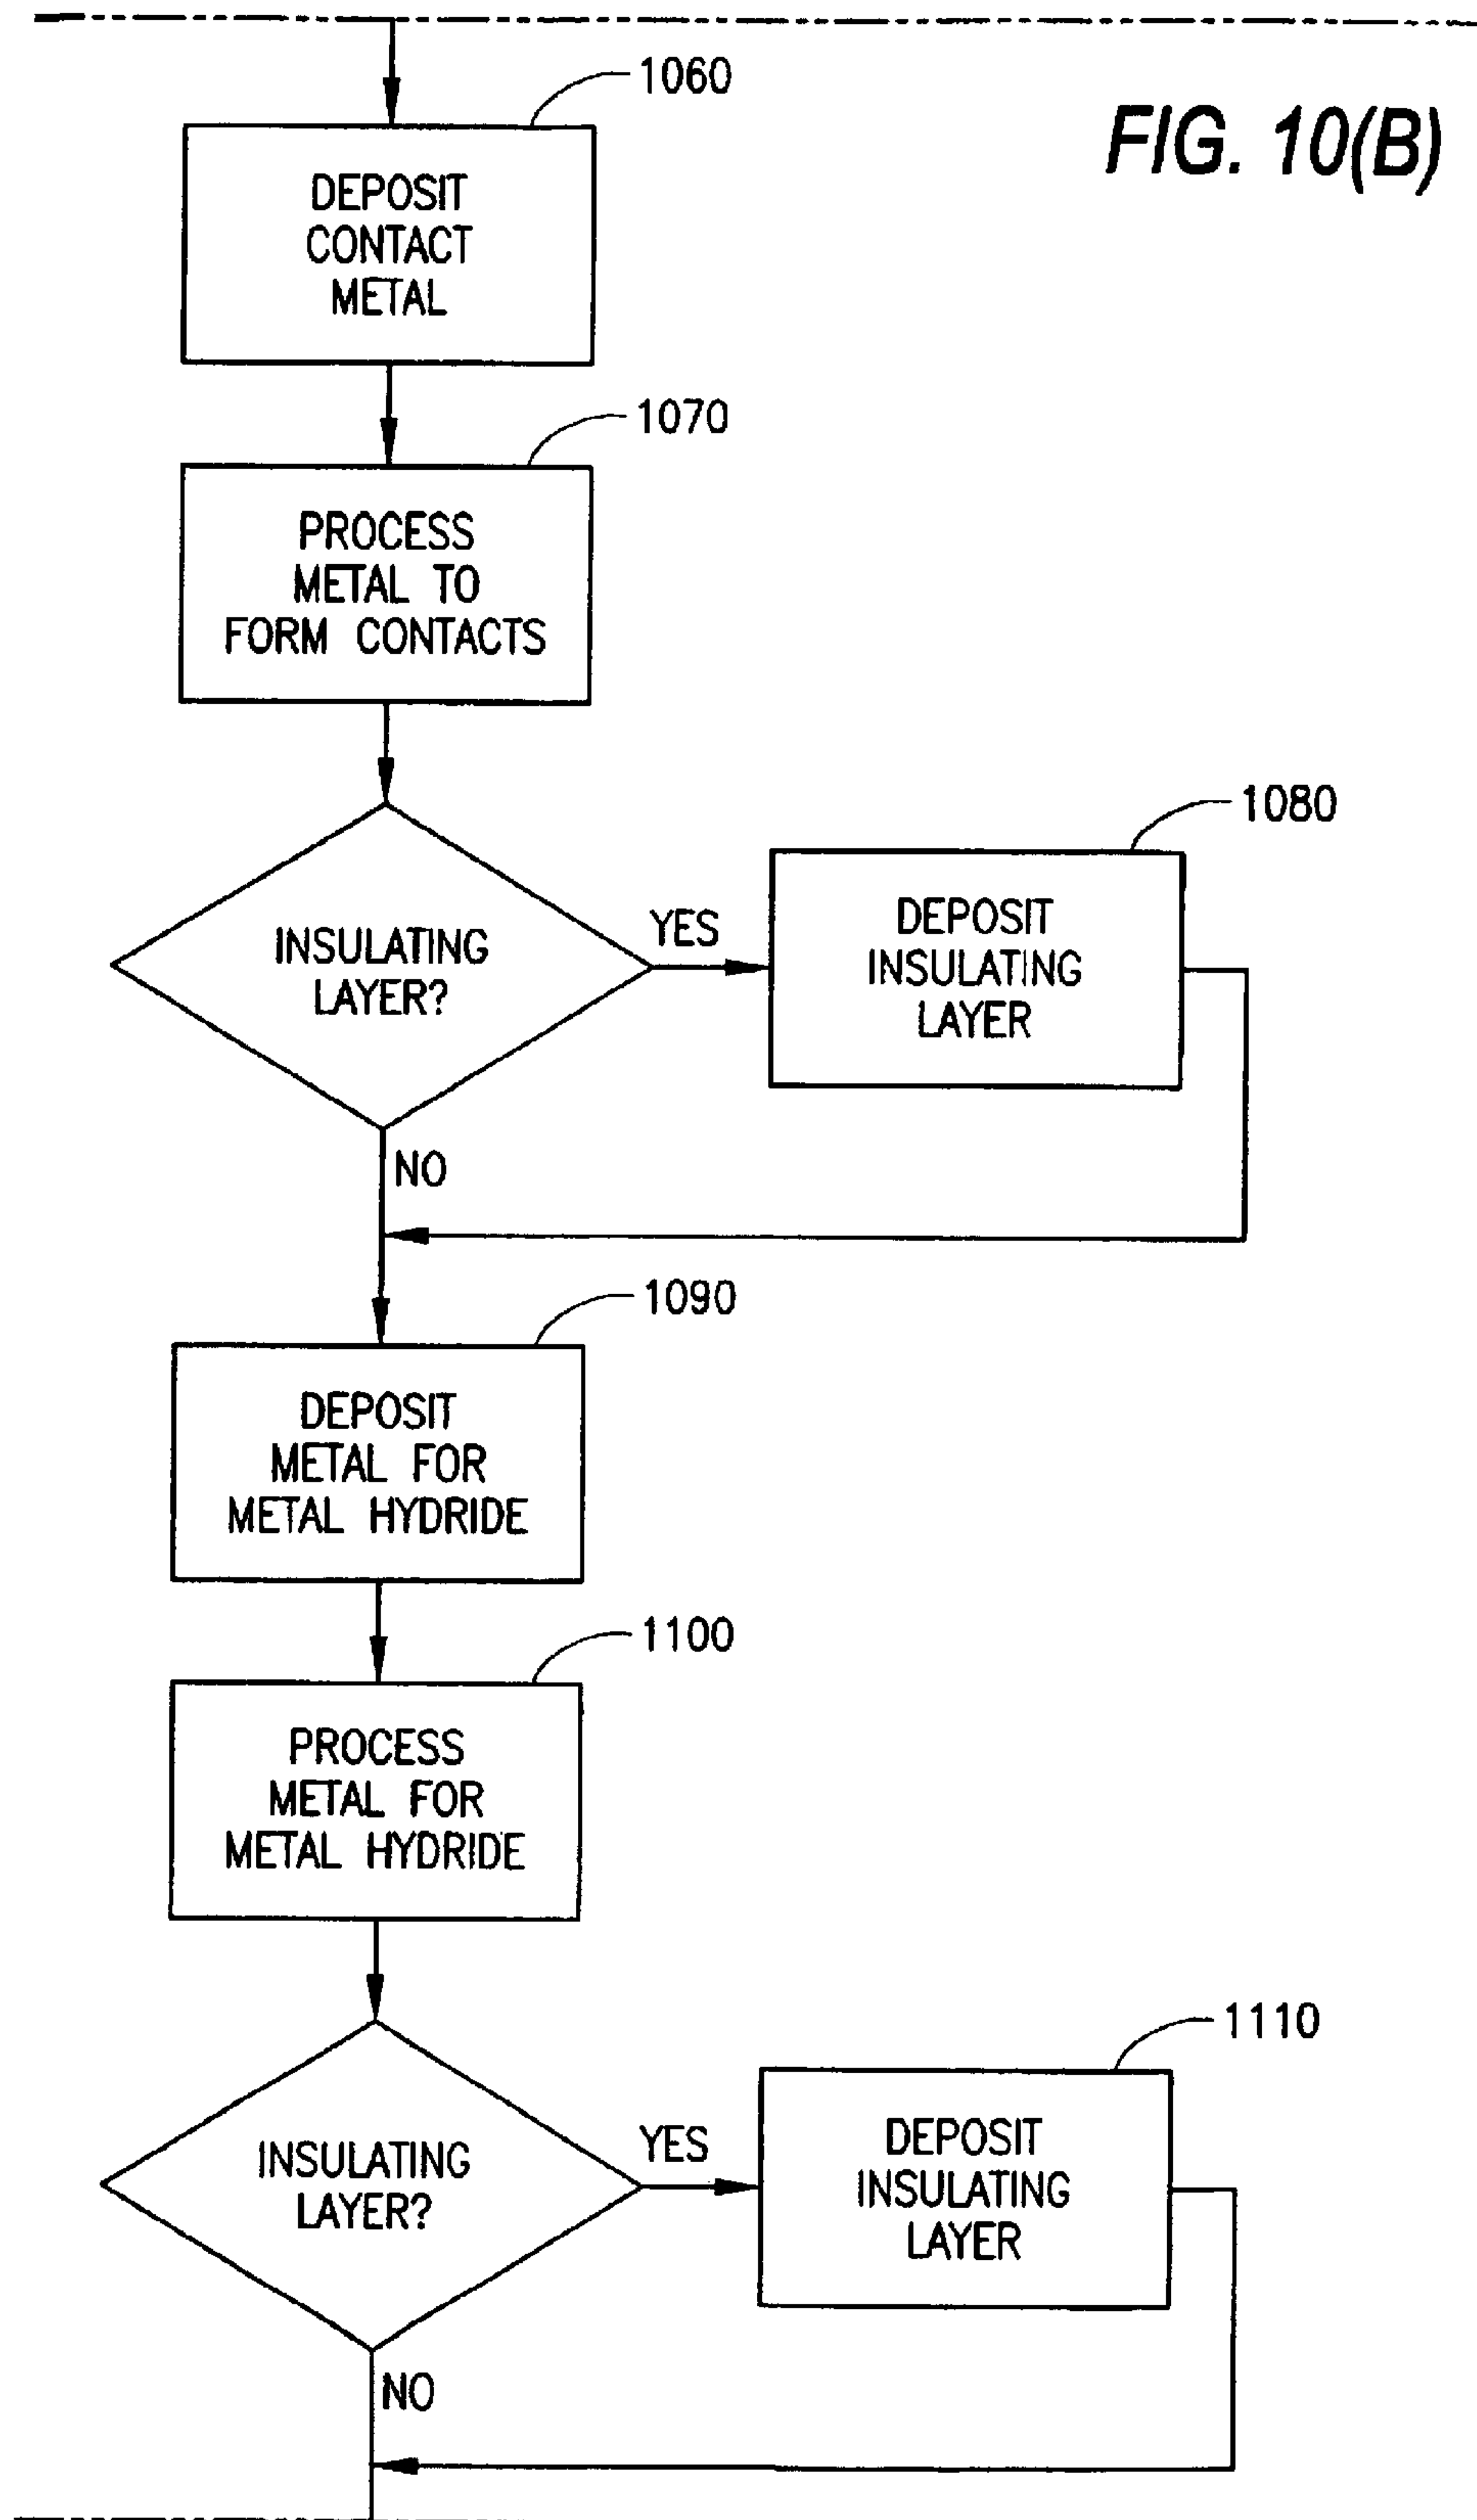 1060
FIG. 10(B)
DEPOSIT
CONTACT
METAL
1070
PROCESS
METAL TO
FORM CONTACTS
1080
INSULATING
LAYER?
YES
DEPOSIT
INSULATING
LAYER
NO
1090
DEPOSIT
METAL FOR
METAL HYDRIDE
1100
PROCESS
METAL FOR
METAL HYDRIDE
1110
INSULATING
LAYER?
YES
DEPOSIT
INSULATING
LAYER
NO